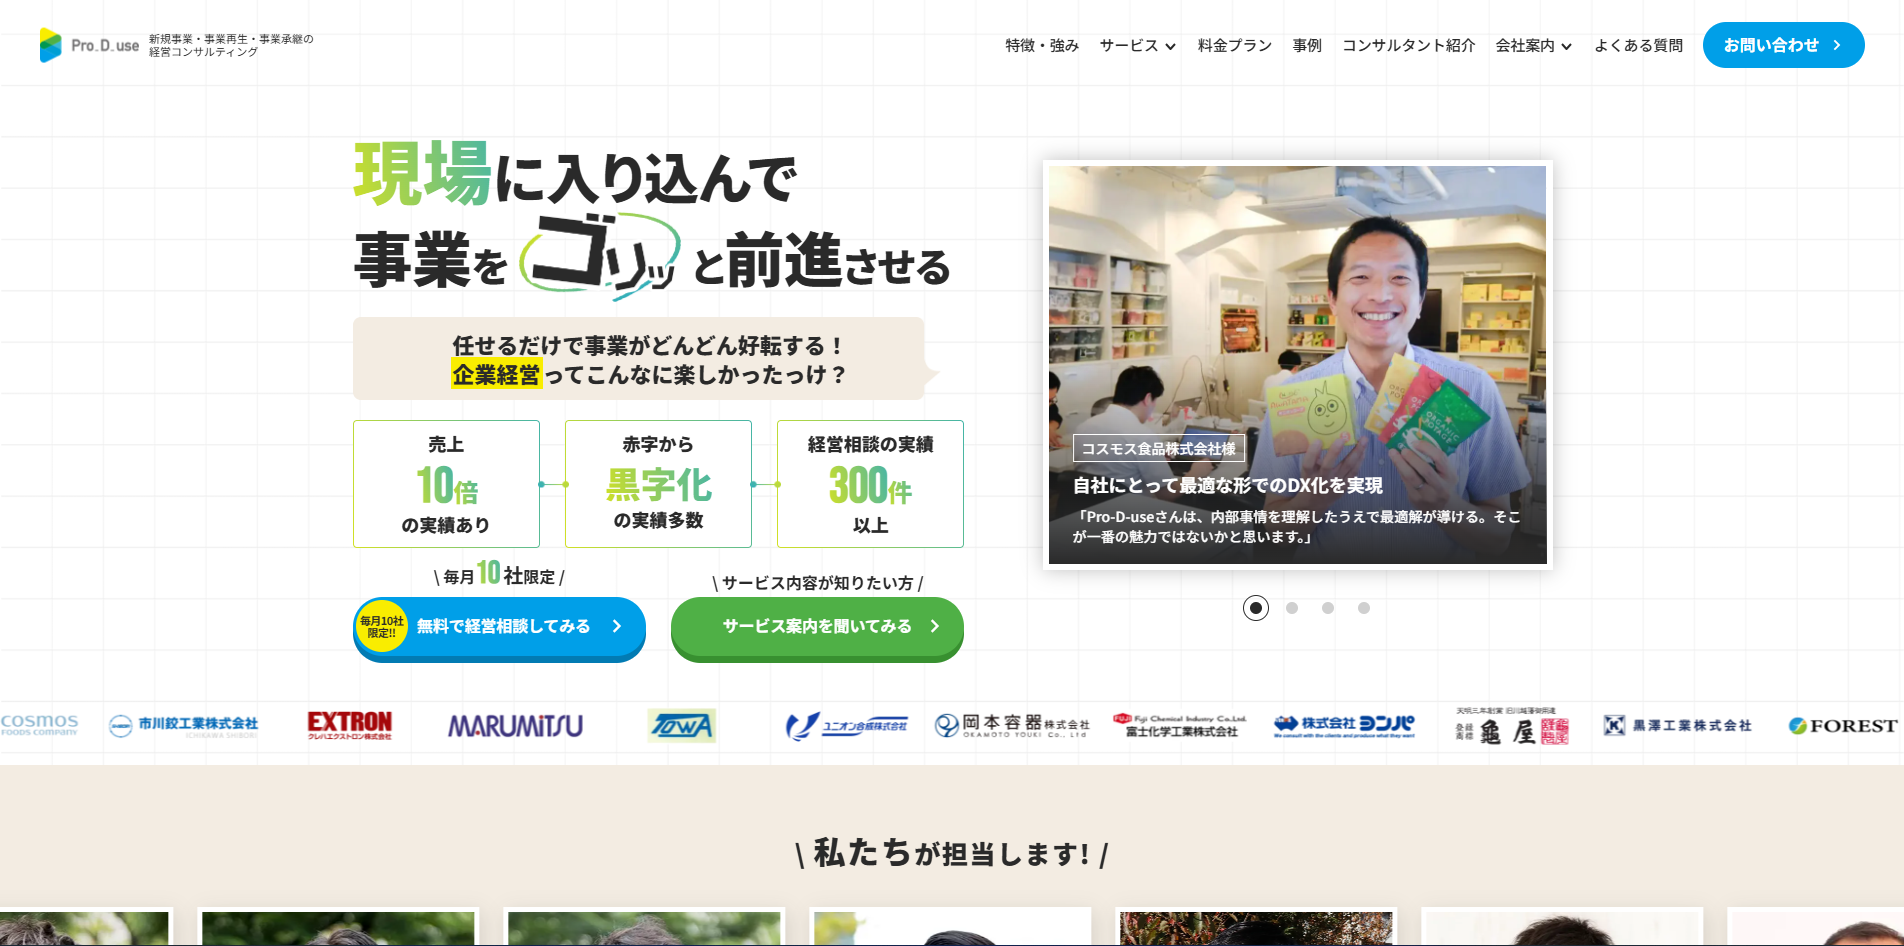 Pro.D.use
新規事業・事業再生・事業承継の
経営コンサルティング
特徴・強み
サービス
料金プラン
事例
コンサルタント紹介
会社案内
よくある質問
お問い合わせ
現場に入り込んで
事業をゴリッと前進させる
任せるだけで事業がどんどん好転する！
企業経営ってこんなに楽しかったっけ？
売上
10倍
の実績あり
赤字から
黒字化
の実績多数
経営相談の実績
300件
以上
\ 毎月10社限定 /
毎月10社
限定!!
無料で経営相談してみる
\ サービス内容が知りたい方 /
サービス案内を聞いてみる
コスモス食品株式会社様
自社にとって最適な形でのDX化を実現
「Pro-D-useさんは、内部事情を理解したうえで最適解が導ける。そこ
が一番の魅力ではないかと思います。」
COSMOS
FOODS COMPANY
市川鉸工業株式会社
ICHIKAWA SHIBORI
EXTRON
クレハエクストロン株式会社
MARUMiTSU
TOWA
ユニオン合成株式会社
岡本容器株式会社
OKAMOTO YOUKI Co., Ltd
FUJI Fuji Chemical Industry Co.Ltd.
富士化学工業株式会社
株式会社ヨンパ
We consult with the clients and produce what they want
登録商標 亀屋
黒澤工業株式会社
FOREST
\ 私たちが担当します! /